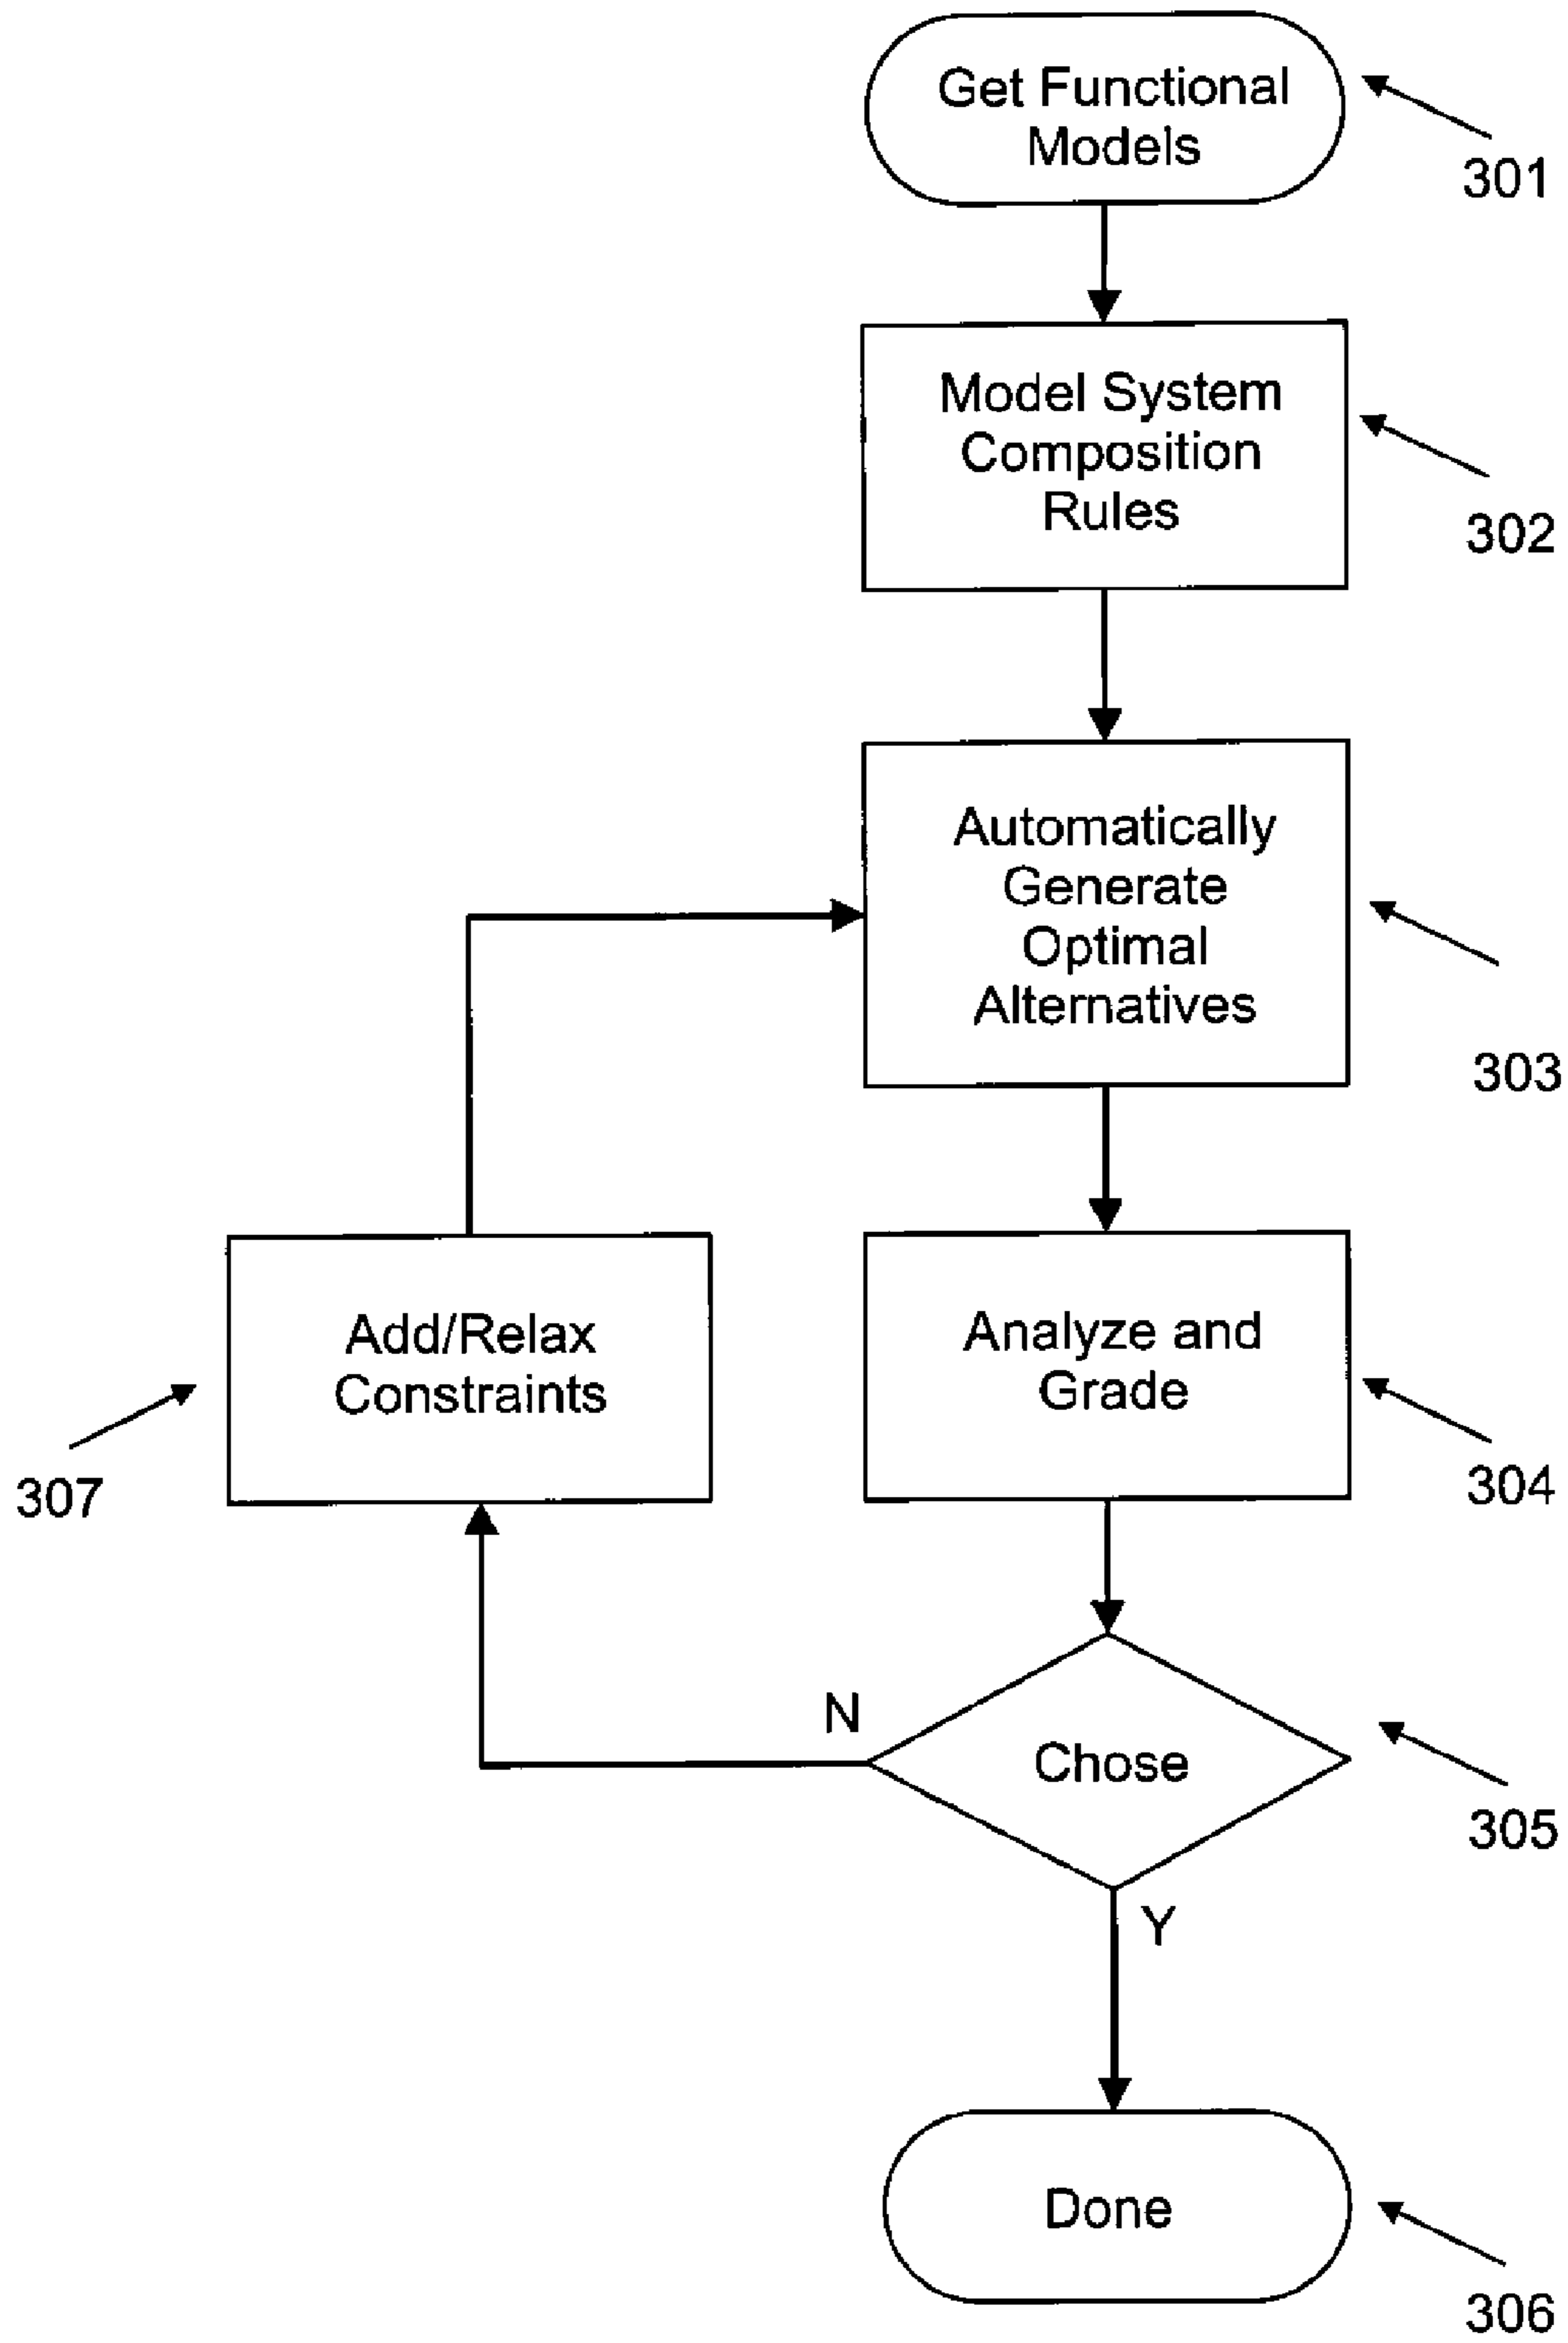 Get Functional
Models
301
Model System
Composition
Rules
302
Automatically
Generate
Optimal
Alternatives
303
Add/Relax
Constraints
307
Analyze and
Grade
304
N
Chose
305
Y
Done
306